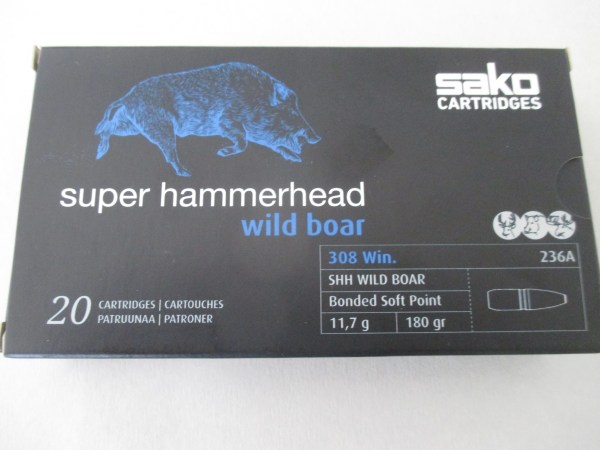 sako
CARTRIDGES
super hammerhead
wild boar
308 Win. 236A
SHH WILD BOAR
Bonded Soft Point
11,7 g 180 gr
20 CARTRIDGES | CARTOUCHES
PATRUUNAA | PATRONER